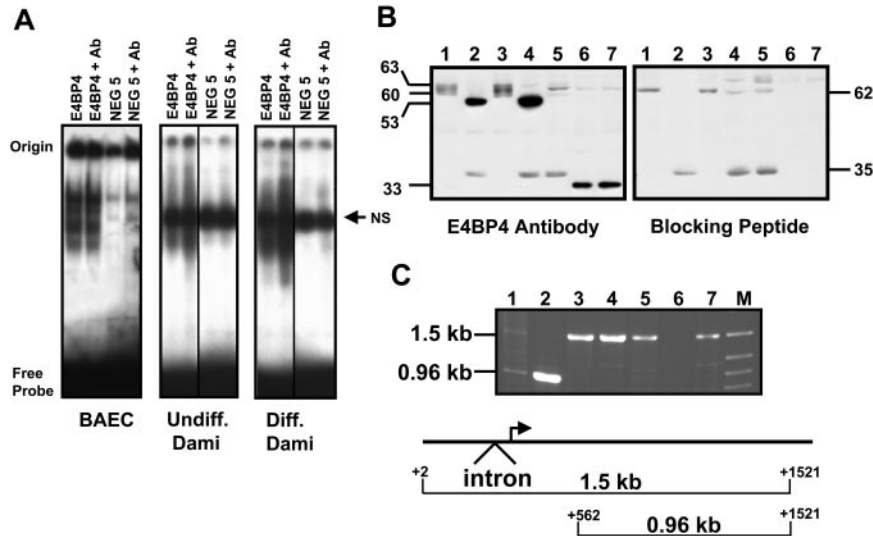 A
E4BP4
E4BP4 + Ab
NEG 5
NEG 5 + Ab
E4BP4
E4BP4 + Ab
NEG 5
NEG 5 + Ab
E4BP4
E4BP4 + Ab
NEG 5
NEG 5 + Ab
Origin
NS
Free
Probe
BAEC
Undiff.
Dami
Diff.
Dami
B
1 2 3 4 5 6 7
1 2 3 4 5 6 7
63
60
53
33
62
35
E4BP4 Antibody
Blocking Peptide
C
1 2 3 4 5 6 7 M
1.5 kb
0.96 kb
intron
+2
1.5 kb
+1521
+562
0.96 kb
+1521